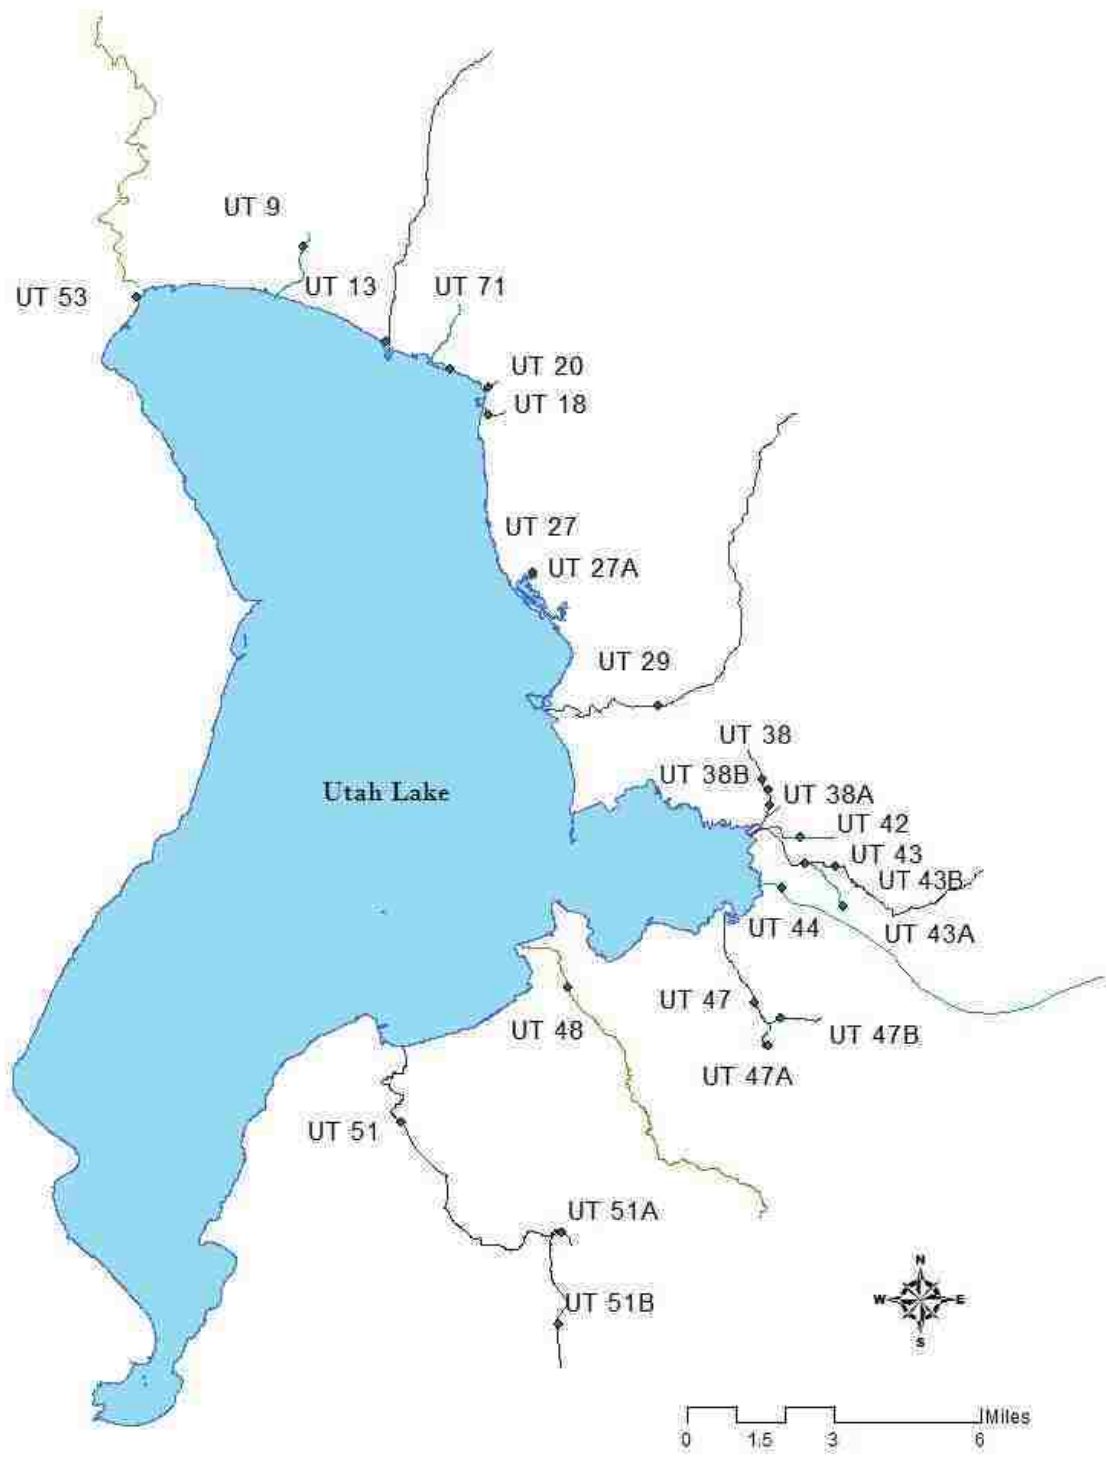 UT 9
UT 13
UT 71
UT 53
UT 20
UT 18
UT 27
UT 27A
UT 29
UT 38
UT 38B
UT 38A
Utah Lake
UT 42
UT 43
UT 43B
UT 44
UT 43A
UT 47
UT 48
UT 47B
UT 47A
UT 51
UT 51A
N
W E
S
UT 51B
Miles
0 1.5 3 6